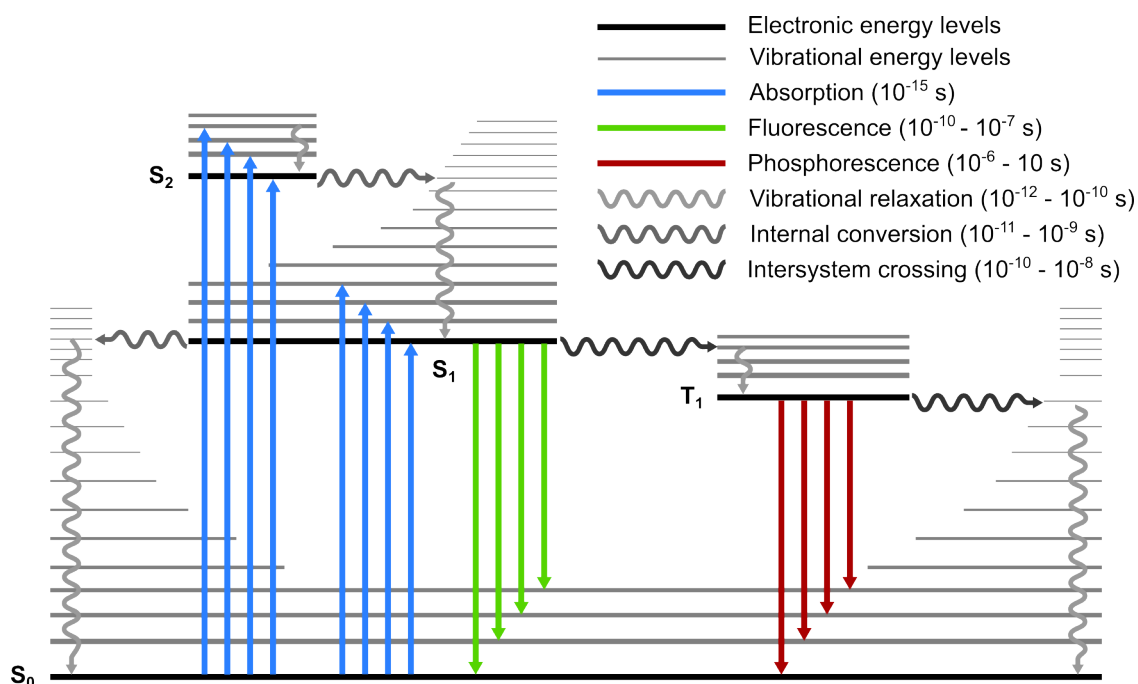 Electronic energy levels
Vibrational energy levels
Absorption (10⁻¹⁵ s)
Fluorescence (10⁻¹⁰ - 10⁻⁷ s)
Phosphorescence (10⁻⁶ - 10 s)
Vibrational relaxation (10⁻¹² - 10⁻¹⁰ s)
Internal conversion (10⁻¹¹ - 10⁻⁹ s)
Intersystem crossing (10⁻¹⁰ - 10⁻⁸ s)
S₂
S₁
T₁
S₀